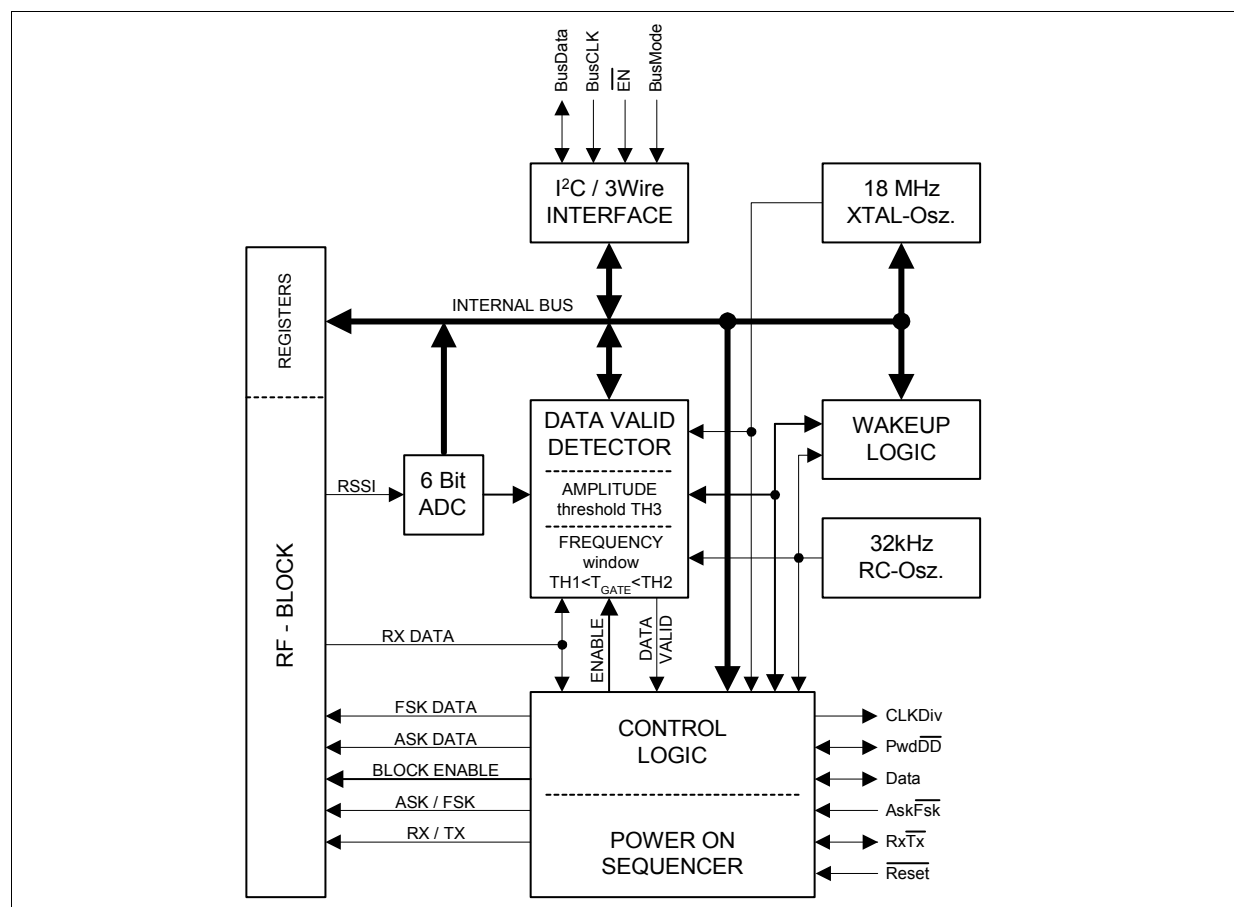 BusData
BusCLK
EN
BusMode
I²C / 3Wire
INTERFACE
18 MHz
XTAL-Osz.
REGISTERS
INTERNAL BUS
DATA VALID
DETECTOR
WAKEUP
LOGIC
RSSI
6 Bit
ADC
AMPLITUDE
threshold TH3
FREQUENCY
window
TH1<T_GATE<TH2
32kHz
RC-Osz.
RF - BLOCK
RX DATA
ENABLE
DATA
VALID
FSK DATA
ASK DATA
BLOCK ENABLE
ASK / FSK
RX / TX
CONTROL
LOGIC
POWER ON
SEQUENCER
CLKDiv
PwdDD
Data
AskFsk
RxTx
Reset